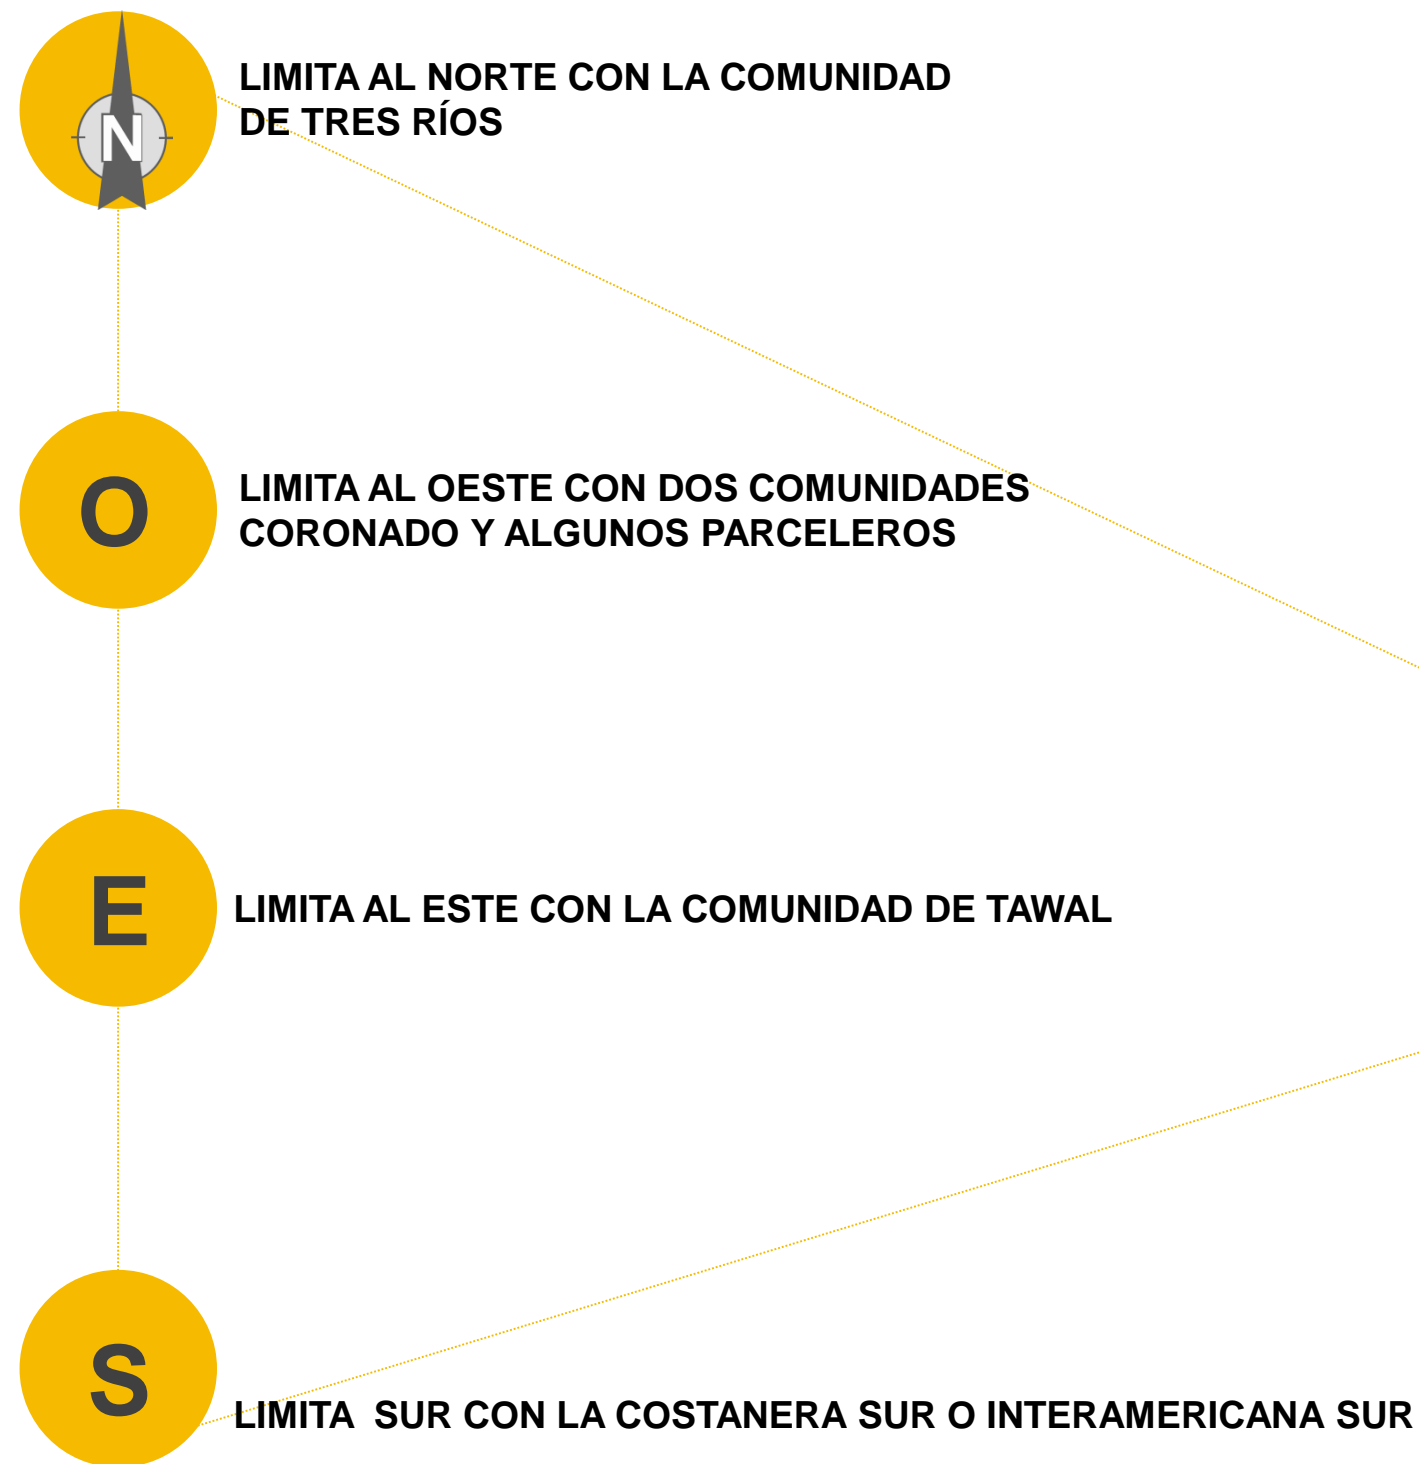 N
LIMITA AL NORTE CON LA COMUNIDAD
DE TRES RÍOS
O
LIMITA AL OESTE CON DOS COMUNIDADES
CORONADO Y ALGUNOS PARCELEROS
E
LIMITA AL ESTE CON LA COMUNIDAD DE TAWAL
S
LIMITA  SUR CON LA COSTANERA SUR O INTERAMERICANA SUR